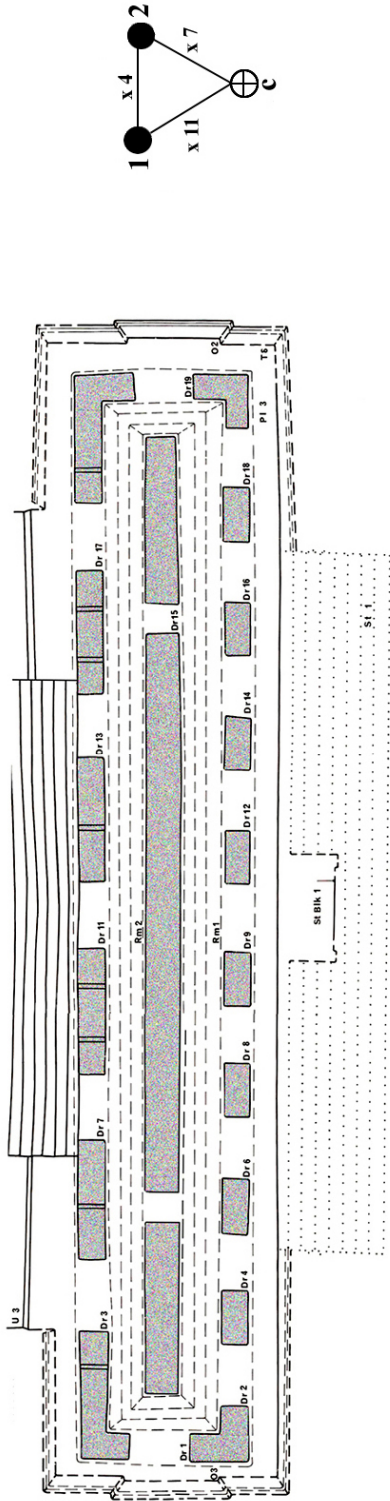 1
2
x 4
x 7
x 11
c
U 3
Dr 3
Dr 7
Dr 11
Dr 13
Dr 17
Rm 2
Dr 15
Rm 1
Dr 1
Dr 2
Dr 4
Dr 6
Dr 8
Dr 9
Dr 12
Dr 14
Dr 16
Dr 18
Dr 19
O3
O2
T5
Pl 3
St Blk 1
St 1